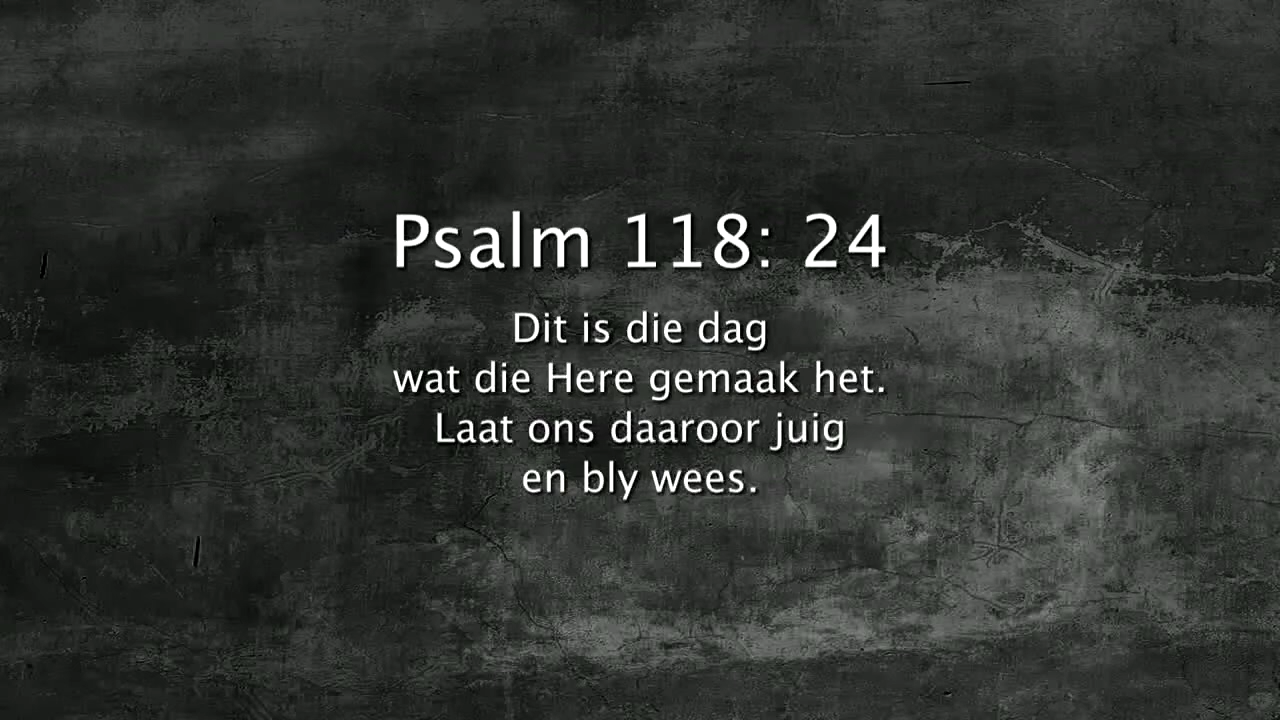 Psalm 118: 24
Dit is die dag
wat die Here gemaak het.
Laat ons daaroor juig
en bly wees.